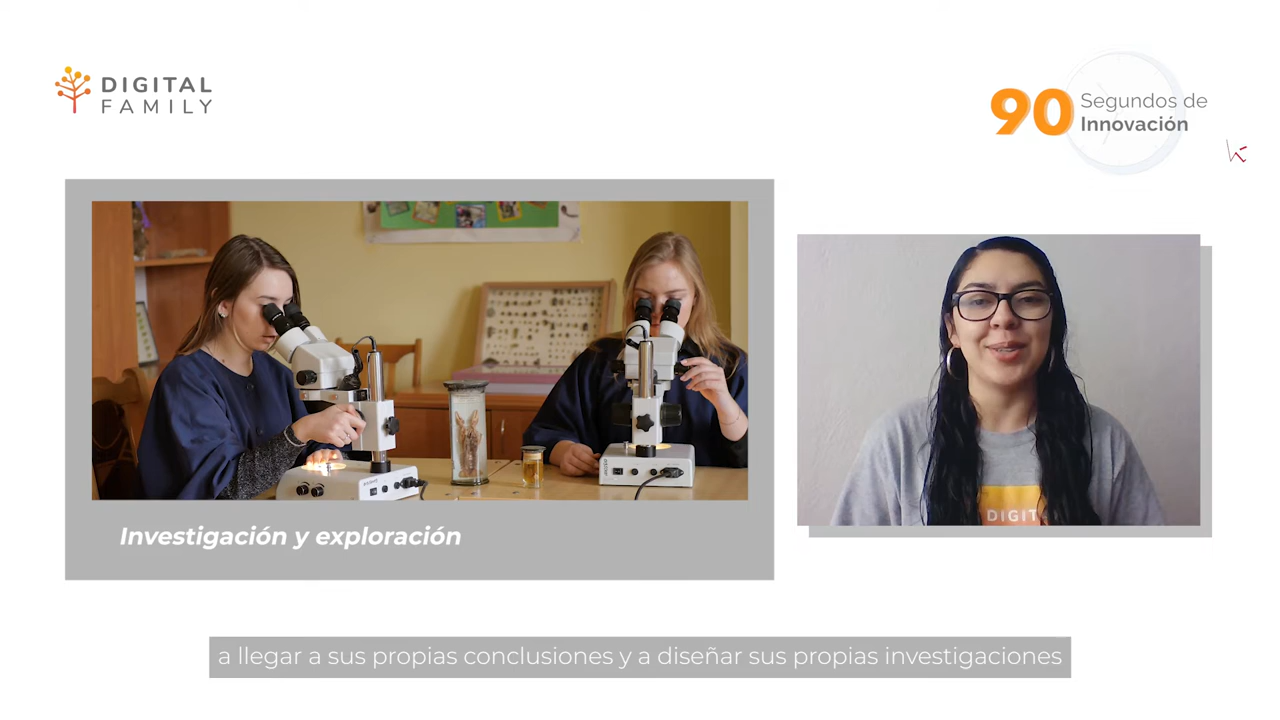 DIGITAL
FAMILY
90
Segundos de
Innovación
Investigación y exploración
DIGIT
a llegar a sus propias conclusiones y a diseñar sus propias investigaciones